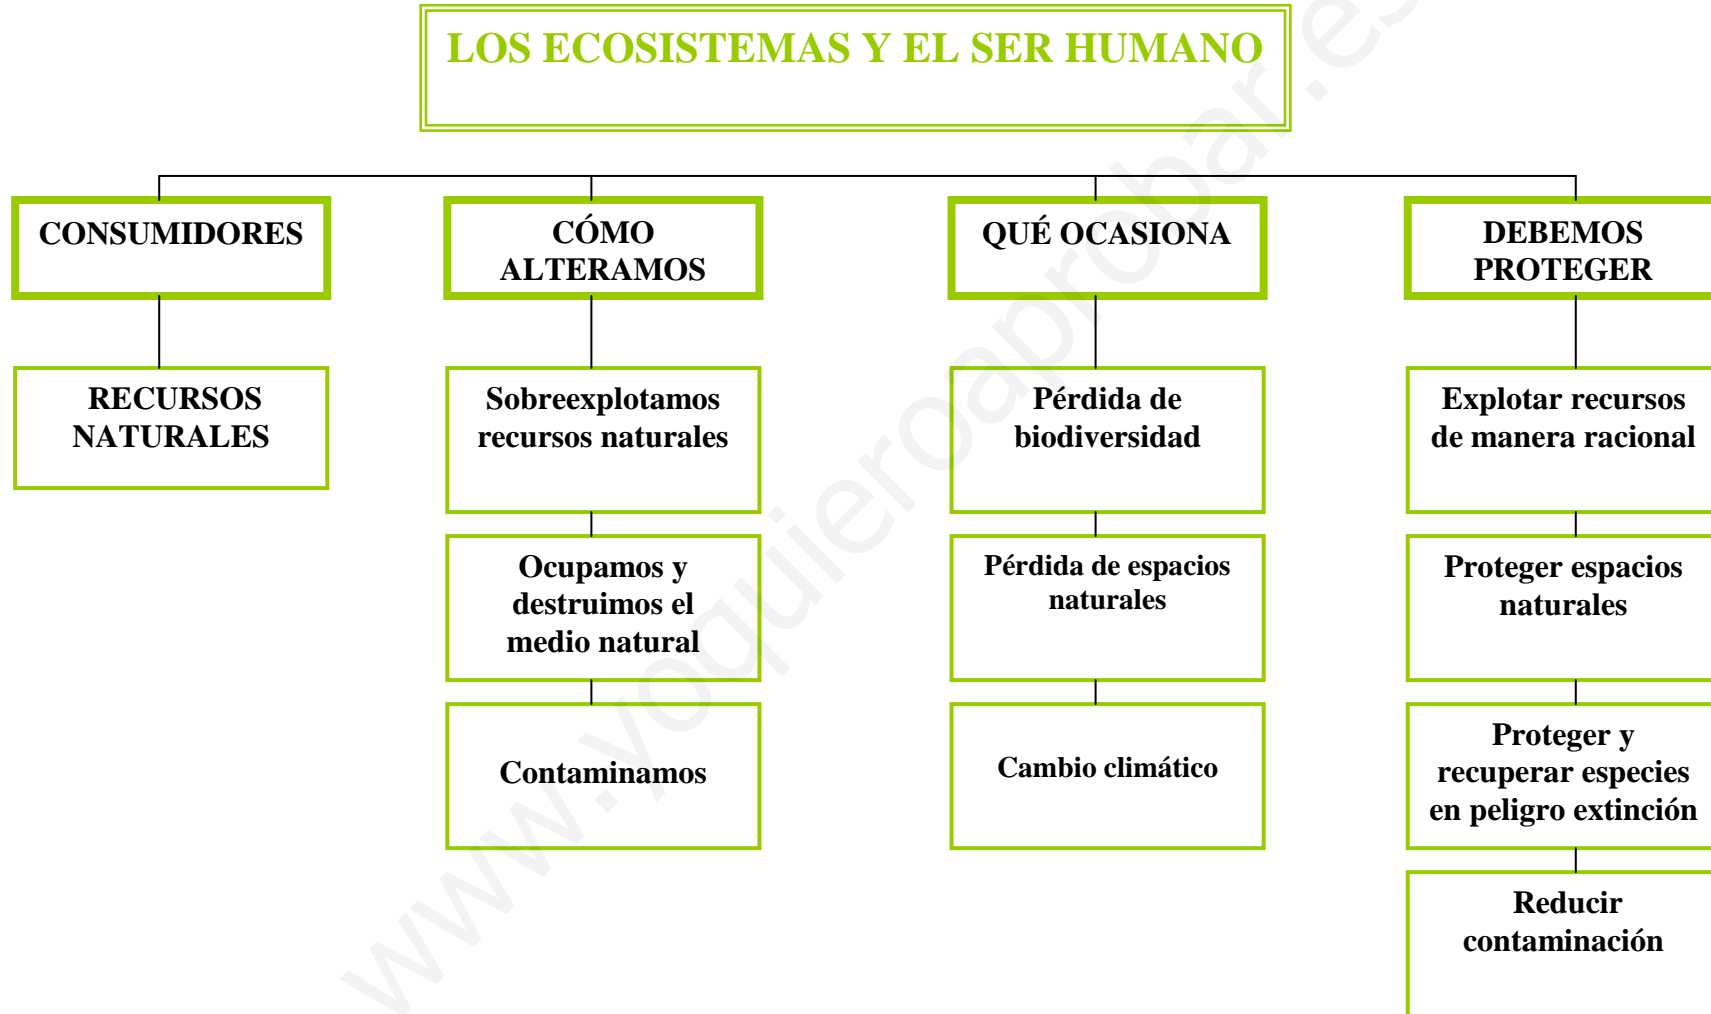 LOS ECOSISTEMAS Y EL SER HUMANO
CONSUMIDORES
RECURSOS
NATURALES
CÓMO
ALTERAMOS
Sobreexplotamos
recursos naturales
Ocupamos y
destruimos el
medio natural
Contaminamos
QUÉ OCASIONA
Pérdida de
biodiversidad
Pérdida de espacios
naturales
Cambio climático
DEBEMOS
PROTEGER
Explotar recursos
de manera racional
Proteger espacios
naturales
Proteger y
recuperar especies
en peligro extinción
Reducir
contaminación
www.yoquieroaprobar.es